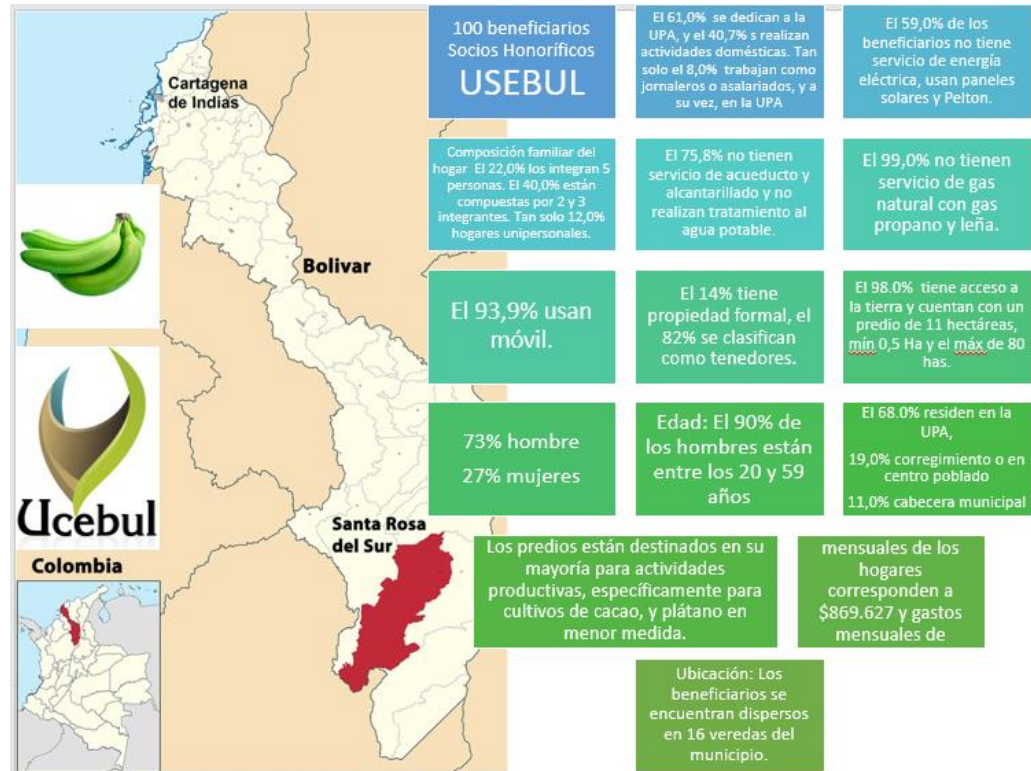 Cartagena
de Indias
Bolivar
Ucebul
Santa Rosa
del Sur
Colombia
100 beneficiarios
Socios Honoríficos
USEBUL
El 61,0% se dedican a la
UPA, y el 40,7% s realizan
actividades domésticas. Tan
solo el 8,0% trabajan como
jornaleros o asalariados, y a
su vez, en la UPA
El 59,0% de los
beneficiarios no tiene
servicio de energía
eléctrica, usan paneles
solares y Pelton.
Composición familiar del
hogar El 22,0% los integran 5
personas. El 40,0% están
compuestas por 2 y 3
integrantes. Tan solo 12,0%
hogares unipersonales.
El 75,8% no tienen
servicio de acueducto y
alcantarillado y no
realizan tratamiento al
agua potable.
El 99,0% no tienen
servicio de gas
natural con gas
propano y leña.
El 93,9% usan
móvil.
El 14% tiene
propiedad formal, el
82% se clasifican
como tenedores.
El 98.0% tiene acceso a
la tierra y cuentan con un
predio de 11 hectáreas,
mín 0,5 Ha y el máx de 80
has.
73% hombre
27% mujeres
Edad: El 90% de
los hombres están
entre los 20 y 59
años
El 68.0% residen en la
UPA,
19,0% corregimiento o en
centro poblado
11,0% cabecera municipal
Los predios están destinados en su
mayoría para actividades
productivas, específicamente para
cultivos de cacao, y plátano en
menor medida.
mensuales de los
hogares
corresponden a
$869.627 y gastos
mensuales de
Ubicación: Los
beneficiarios se
encuentran dispersos
en 16 veredas del
municipio.